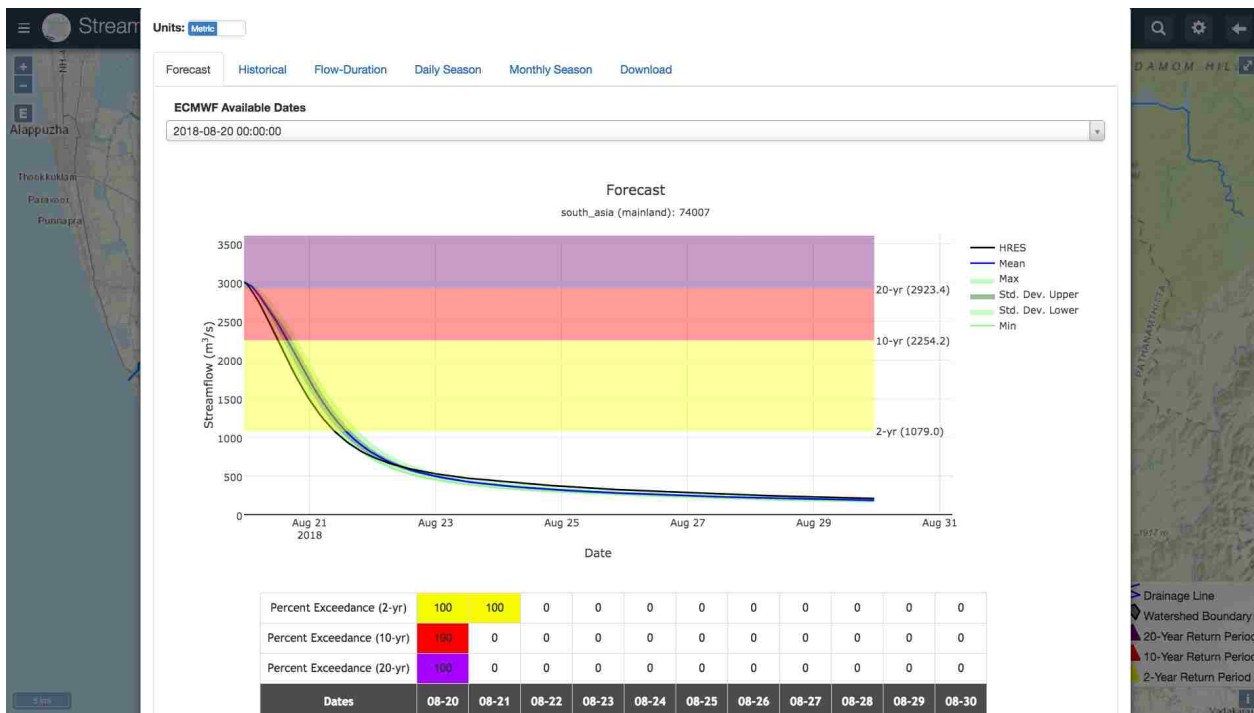 Stream
Units: Metric
Forecast Historical Flow-Duration Daily Season Monthly Season Download
ECMWF Available Dates
2018-08-20 00:00:00
Forecast
south_asia (mainland): 74007
Streamflow (m³/s)
3500
3000
2500
2000
1500
1000
500
0
20-yr (2923.4)
10-yr (2254.2)
2-yr (1079.0)
HRES
Mean
Max
Std. Dev. Upper
Std. Dev. Lower
Min
Aug 21 Aug 23 Aug 25 Aug 27 Aug 29 Aug 31
2018
Date
Percent Exceedance (2-yr) 100 100 0 0 0 0 0 0 0 0 0
Percent Exceedance (10-yr) 100 0 0 0 0 0 0 0 0 0 0
Percent Exceedance (20-yr) 100 0 0 0 0 0 0 0 0 0 0
Dates 08-20 08-21 08-22 08-23 08-24 08-25 08-26 08-27 08-28 08-29 08-30
+
−
E
Alappuzha
Thookkukulam
Paravoor
Punnapra
5 km
DAMOM HIL
PATHANAMTHITTA
1917 m
Drainage Line
Watershed Boundary
20-Year Return Period
10-Year Return Period
2-Year Return Period